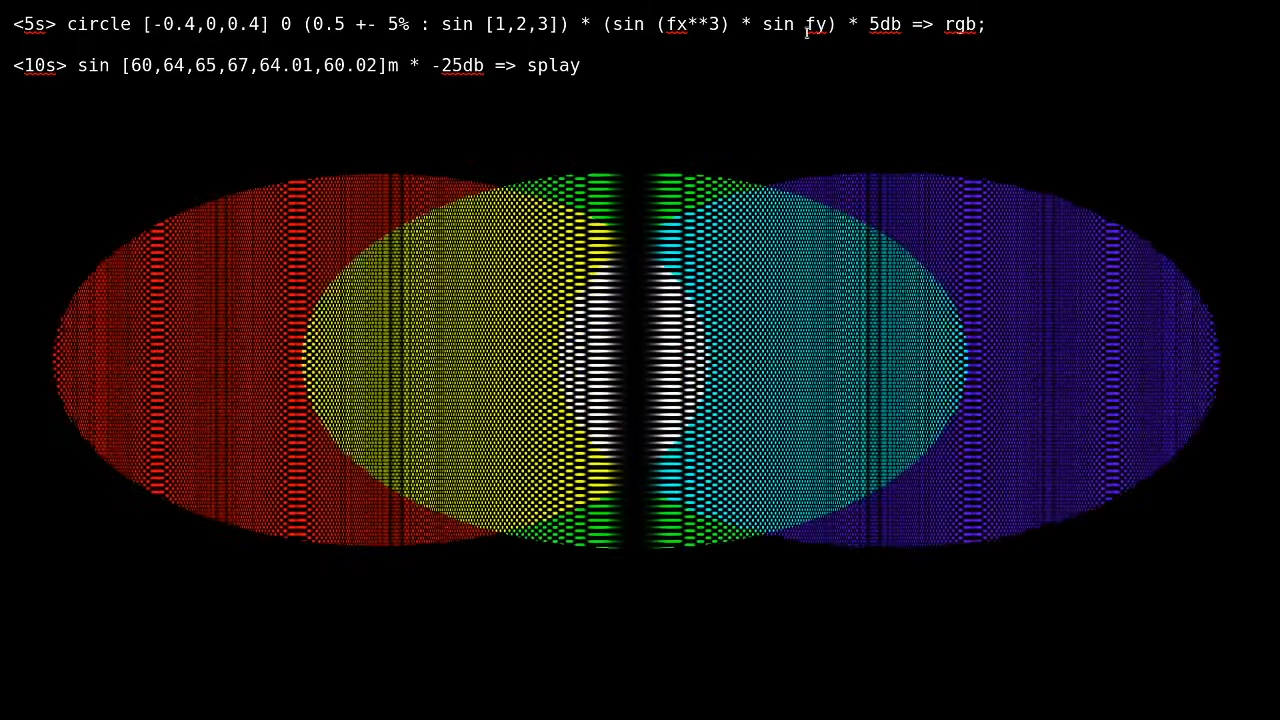 <5s> circle [-0.4,0,0.4] 0 (0.5 +- 5% : sin [1,2,3]) * (sin (fx**3) * sin fy) * 5db => rgb;
<10s> sin [60,64,65,67,64.01,60.02]m * -25db => splay